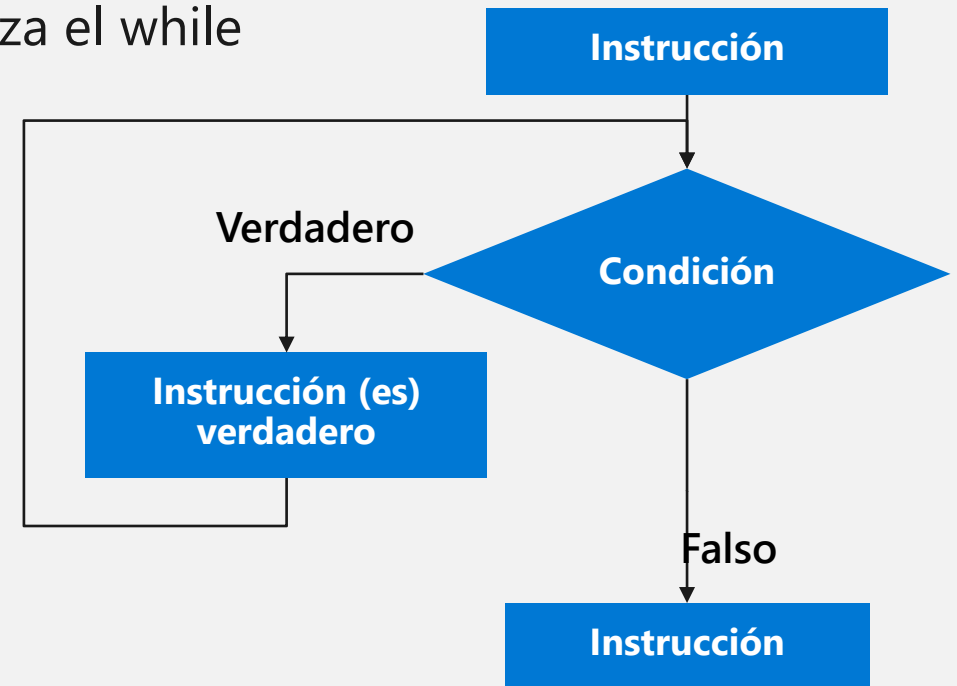 za el while
Instrucción
Verdadero
Condición
Instrucción (es)
verdadero
Falso
Instrucción